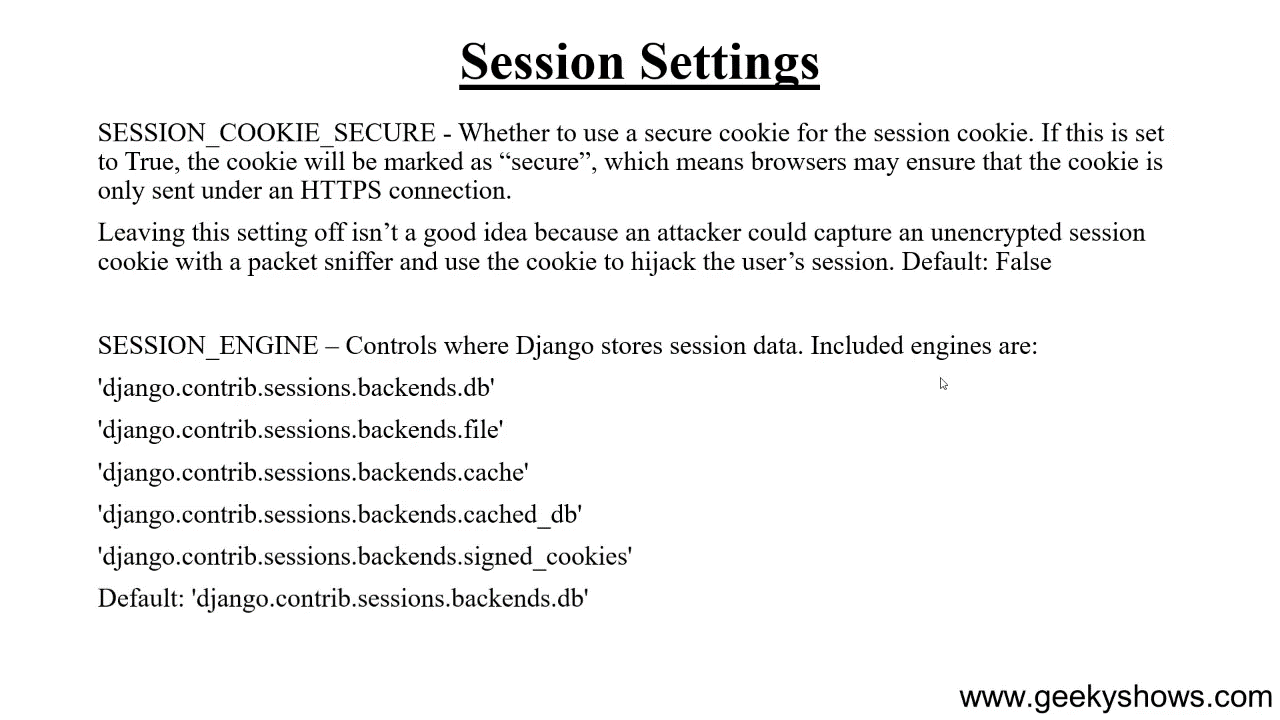 Session Settings
SESSION_COOKIE_SECURE - Whether to use a secure cookie for the session cookie. If this is set
to True, the cookie will be marked as “secure”, which means browsers may ensure that the cookie is
only sent under an HTTPS connection.
Leaving this setting off isn’t a good idea because an attacker could capture an unencrypted session
cookie with a packet sniffer and use the cookie to hijack the user’s session. Default: False
SESSION_ENGINE – Controls where Django stores session data. Included engines are:
'django.contrib.sessions.backends.db'
'django.contrib.sessions.backends.file'
'django.contrib.sessions.backends.cache'
'django.contrib.sessions.backends.cached_db'
'django.contrib.sessions.backends.signed_cookies'
Default: 'django.contrib.sessions.backends.db'
www.geekyshows.com